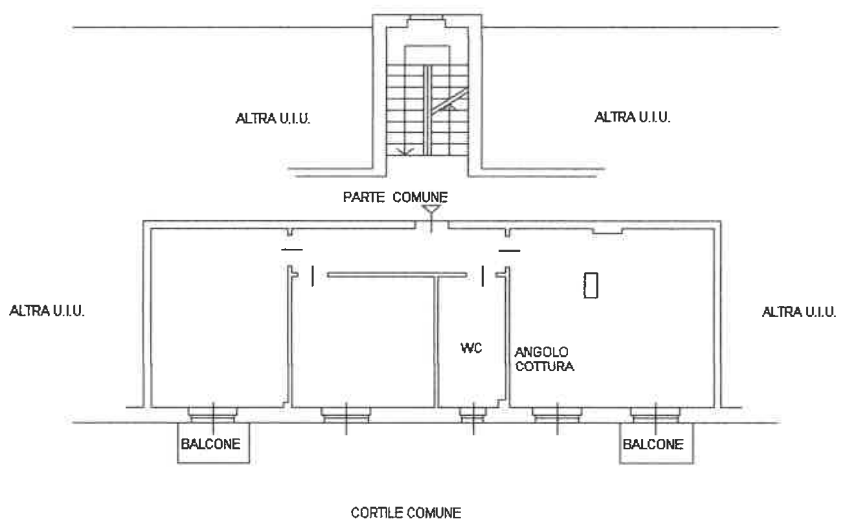 ALTRA U.I.U.
ALTRA U.I.U.
PARTE COMUNE
ALTRA U.I.U.
ALTRA U.I.U.
WC
ANGOLO
COTTURA
BALCONE
BALCONE
CORTILE COMUNE